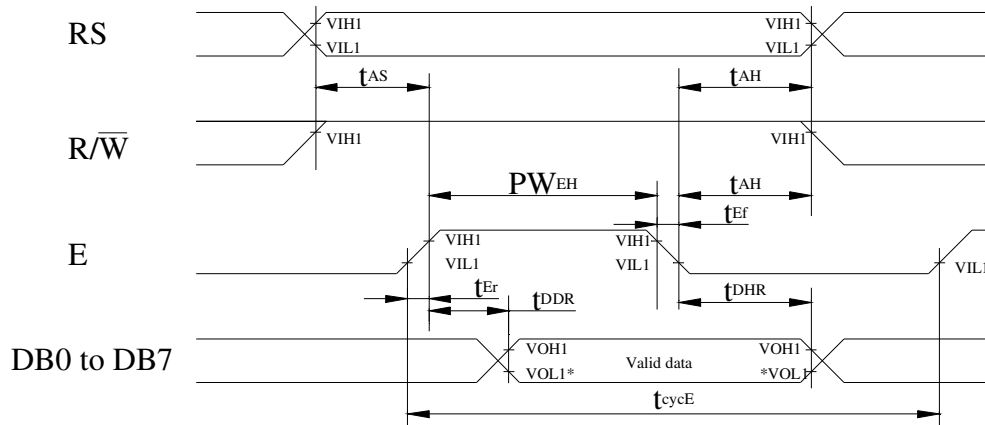 RS
VIH1
VIL1
VIH1
VIL1
tAS
tAH
R/W̅
VIH1
VIH1
PWEH
tAH
tEf
E
VIH1
VIL1
VIH1
VIL1
VIL1
tEr
tDDR
tDHR
DB0 to DB7
VOH1
VOL1*
Valid data
VOH1
*VOL1
tcycE